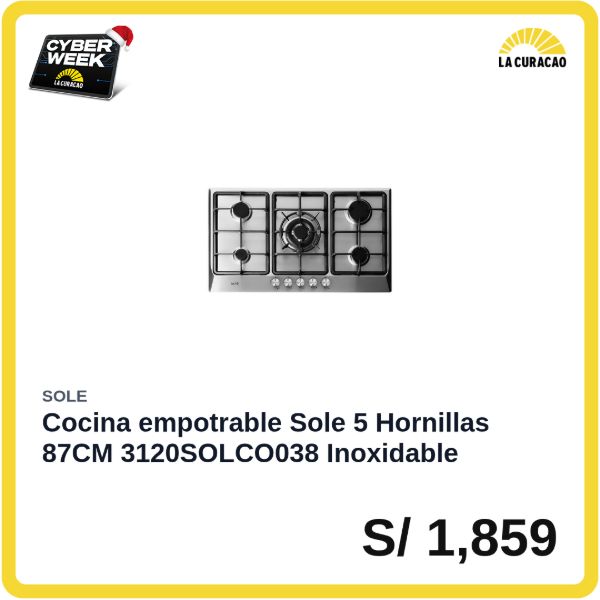 CYBER
WEEK
LA CURACAO
LA CURACAO
SOLE
Cocina empotrable Sole 5 Hornillas
87CM 3120SOLCO038 Inoxidable
S/ 1,859